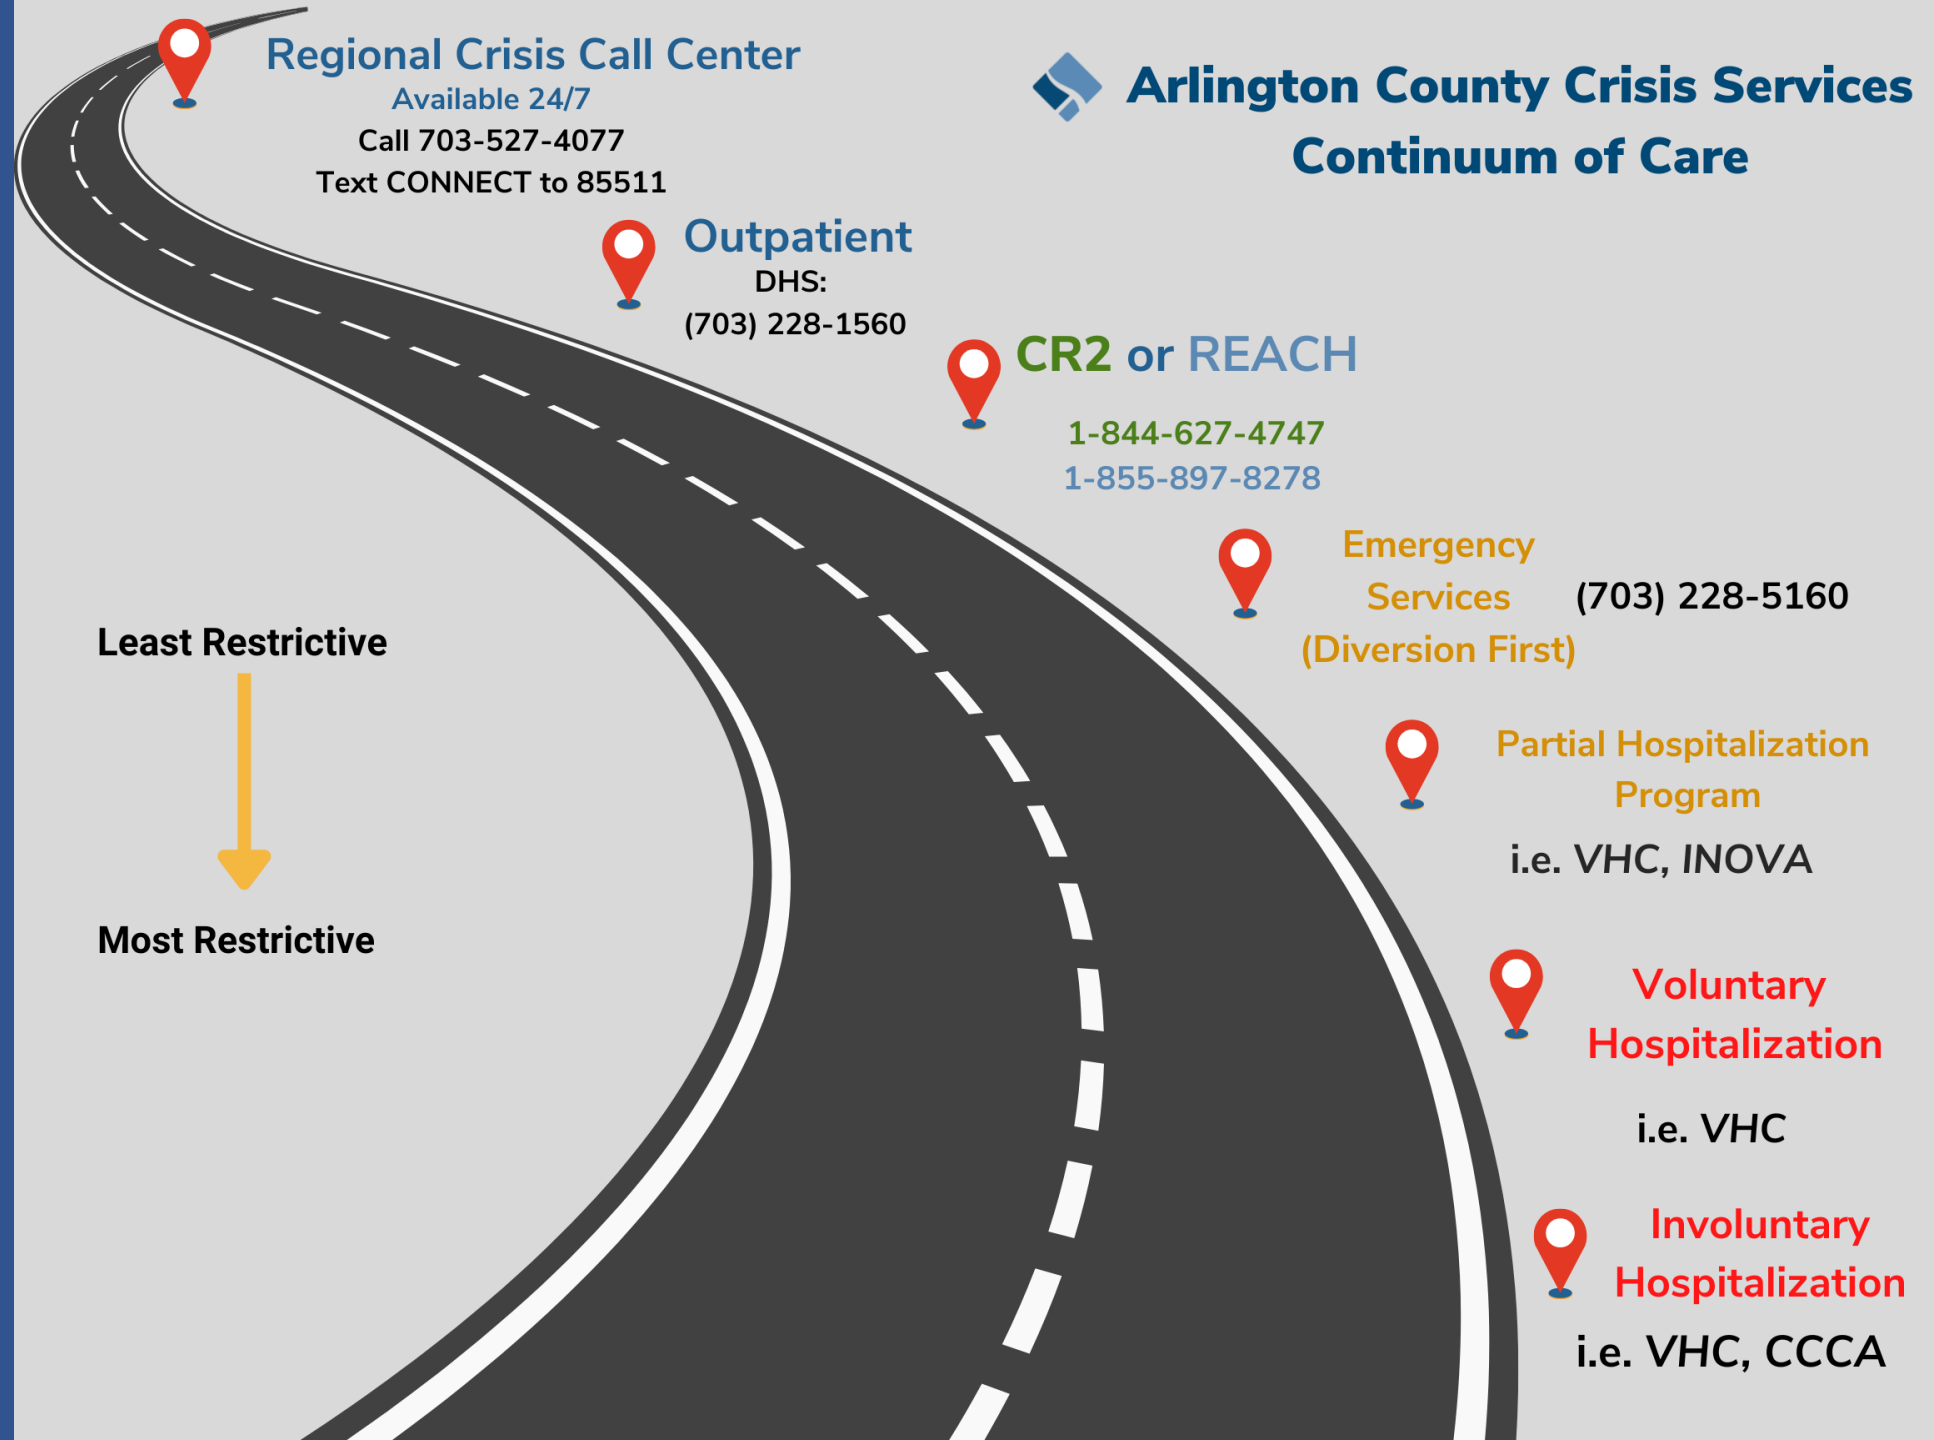 Regional Crisis Call Center
Available 24/7
Call 703-527-4077
Text CONNECT to 85511
Arlington County Crisis Services
Continuum of Care
Outpatient
DHS:
(703) 228-1560
CR2 or REACH
1-844-627-4747
1-855-897-8278
Emergency
Services
(Diversion First)
(703) 228-5160
Least Restrictive
Most Restrictive
Partial Hospitalization
Program
i.e. VHC, INOVA
Voluntary
Hospitalization
i.e. VHC
Involuntary
Hospitalization
i.e. VHC, CCCA